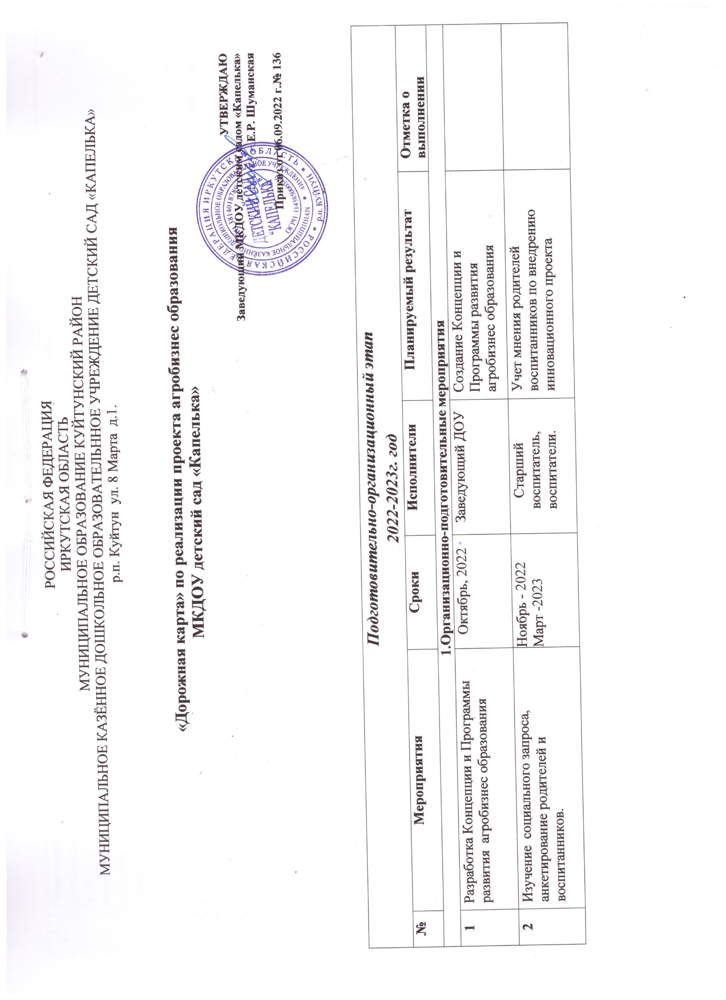 РОССИЙСКАЯ ФЕДЕРАЦИЯ
ИРКУТСКАЯ ОБЛАСТЬ
МУНИЦИПАЛЬНОЕ ОБРАЗОВАНИЕ КУЙТУНСКИЙ РАЙОН
МУНИЦИПАЛЬНОЕ КАЗЁННОЕ ДОШКОЛЬНОЕ ОБРАЗОВАТЕЛЬННОЕ УЧРЕЖДЕНИЕ ДЕТСКИЙ САД «КАПЕЛЬКА»
р.п. Куйтун ул. 8 Марта д.1.
«Дорожная карта» по реализации проекта агробизнес образования
МКДОУ детский сад «Капелька»
УТВЕРЖДАЮ
Заведующий МКДОУ детским садом «Капелька»
Е.Р. Шуманская
Приказ от 06.09.2022 г.№ 136
РОССИЙСКАЯ ФЕДЕРАЦИЯ ИРКУТСКАЯ ОБЛАСТЬ * р.п. КУЙТУН *
МУНИЦИПАЛЬНОЕ КАЗЁННОЕ ДОШКОЛЬНОЕ ОБРАЗОВАТЕЛЬНОЕ УЧРЕЖДЕНИЕ *
ДЕТСКИЙ САД
"КАПЕЛЬКА"
ОГРН
Подготовительно-организационный этап
2022-2023г. год
№
Мероприятия
Сроки
Исполнители
Планируемый результат
Отметка о
выполнении
1.Организационно-подготовительные мероприятия
1
Разработка Концепции и Программы
развития агробизнес образования
Октябрь, 2022
Заведующий ДОУ
Создание Концепции и
Программы развития
агробизнес образования
2
Изучение социального запроса,
анкетирование родителей и
воспитанников.
Ноябрь - 2022
Март -2023
Старший
воспитатель,
воспитатели.
Учет мнения родителей
воспитанников по внедрению
инновационного проекта